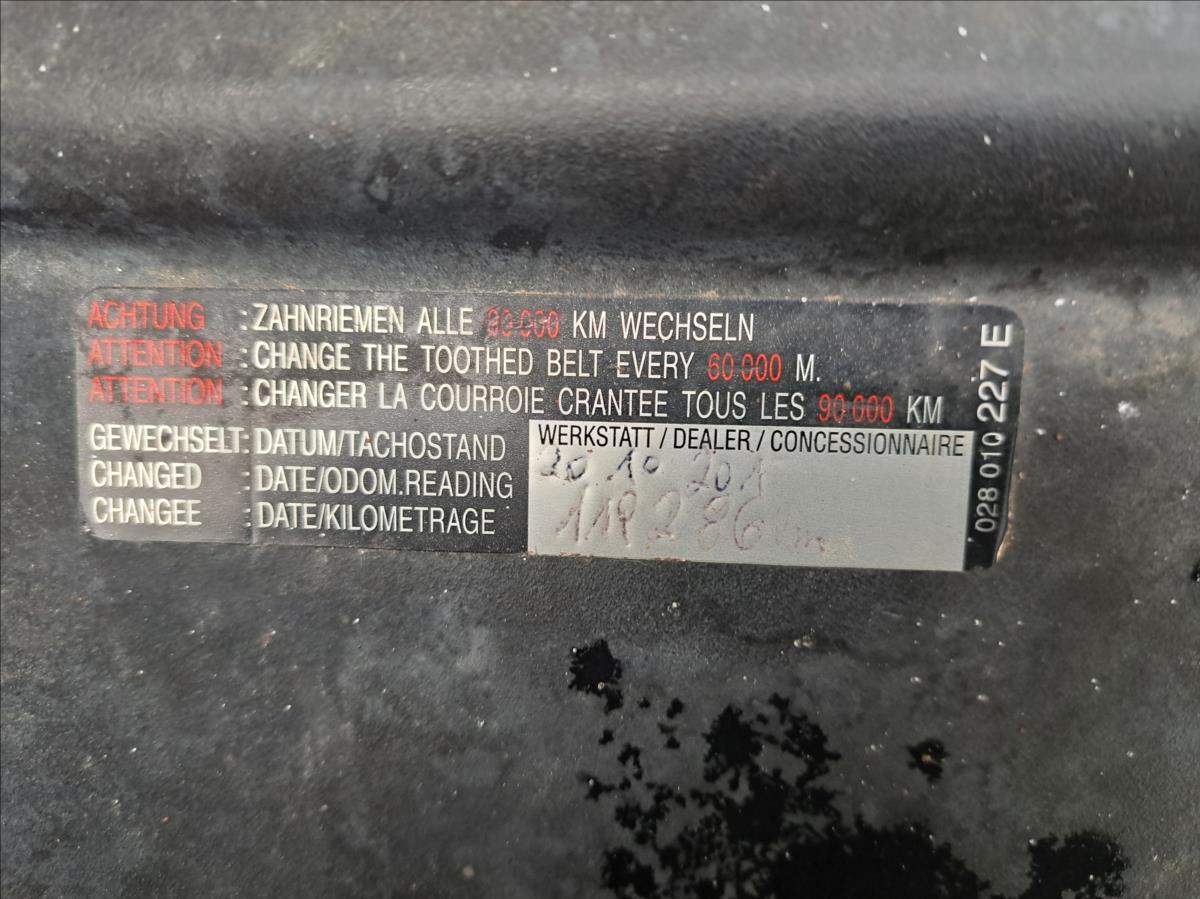 ACHTUNG : ZAHNRIEMEN ALLE 90 000 KM WECHSELN
ATTENTION : CHANGE THE TOOTHED BELT EVERY 60 000 M.
ATTENTION : CHANGER LA COURROIE CRANTEE TOUS LES 90 000 KM
GEWECHSELT: DATUM/TACHOSTAND
CHANGED : DATE/ODOM.READING
CHANGEE : DATE/KILOMETRAGE
WERKSTATT / DEALER / CONCESSIONNAIRE
20 10
028 010 227 E